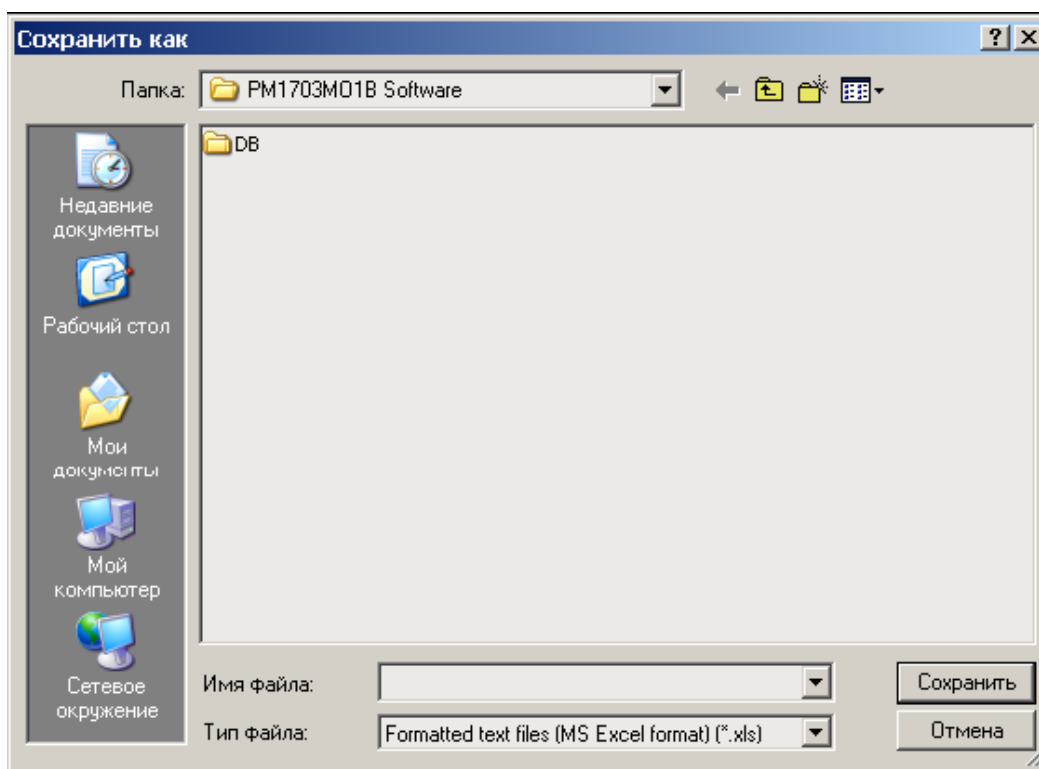 Сохранить как
Папка:
PM1703MO1B Software
DB
Недавние
документы
Рабочий стол
Мои
документы
Мой
компьютер
Сетевое
окружение
Имя файла:
Сохранить
Тип файла:
Formatted text files (MS Excel format) (*.xls)
Отмена